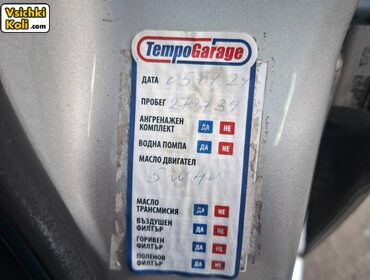 Vsichki
Koli.com
TempoGarage
ДАТА
ПРОБЕГ
АНГРЕНАЖЕН
КОМПЛЕКТ ДА НЕ
ВОДНА ПОМПА ДА НЕ
МАСЛО ДВИГАТЕЛ
5W40
МАСЛО
ТРАНСМИСИЯ ДА НЕ
ВЪЗДУШЕН
ФИЛТЪР ДА НЕ
ГОРИВЕН
ФИЛТЪР ДА НЕ
ПОЛЕНОВ
ФИЛТЪР ДА НЕ